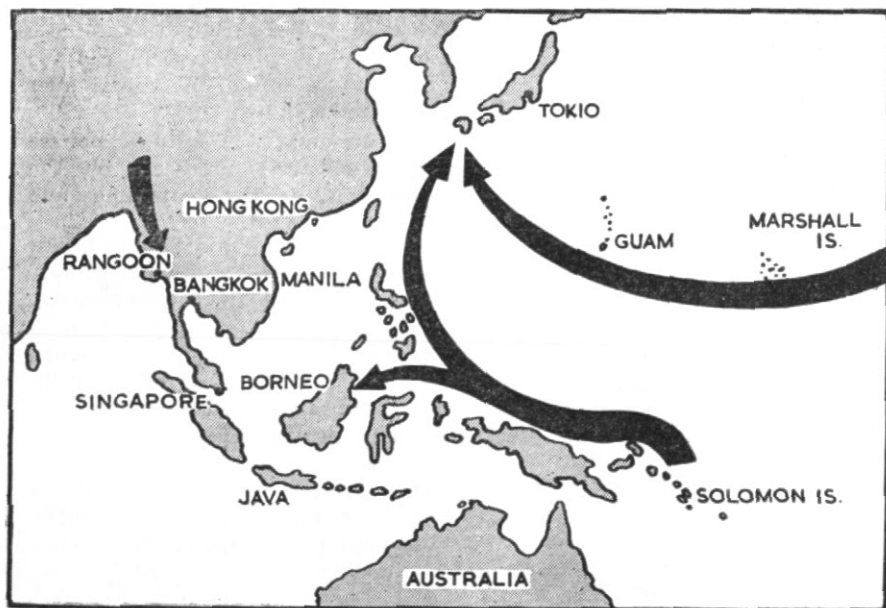 TOKIO
HONG KONG
GUAM
MARSHALL
IS.
RANGOON
BANGKOK
MANILA
BORNEO
SINGAPORE
JAVA
SOLOMON IS.
AUSTRALIA